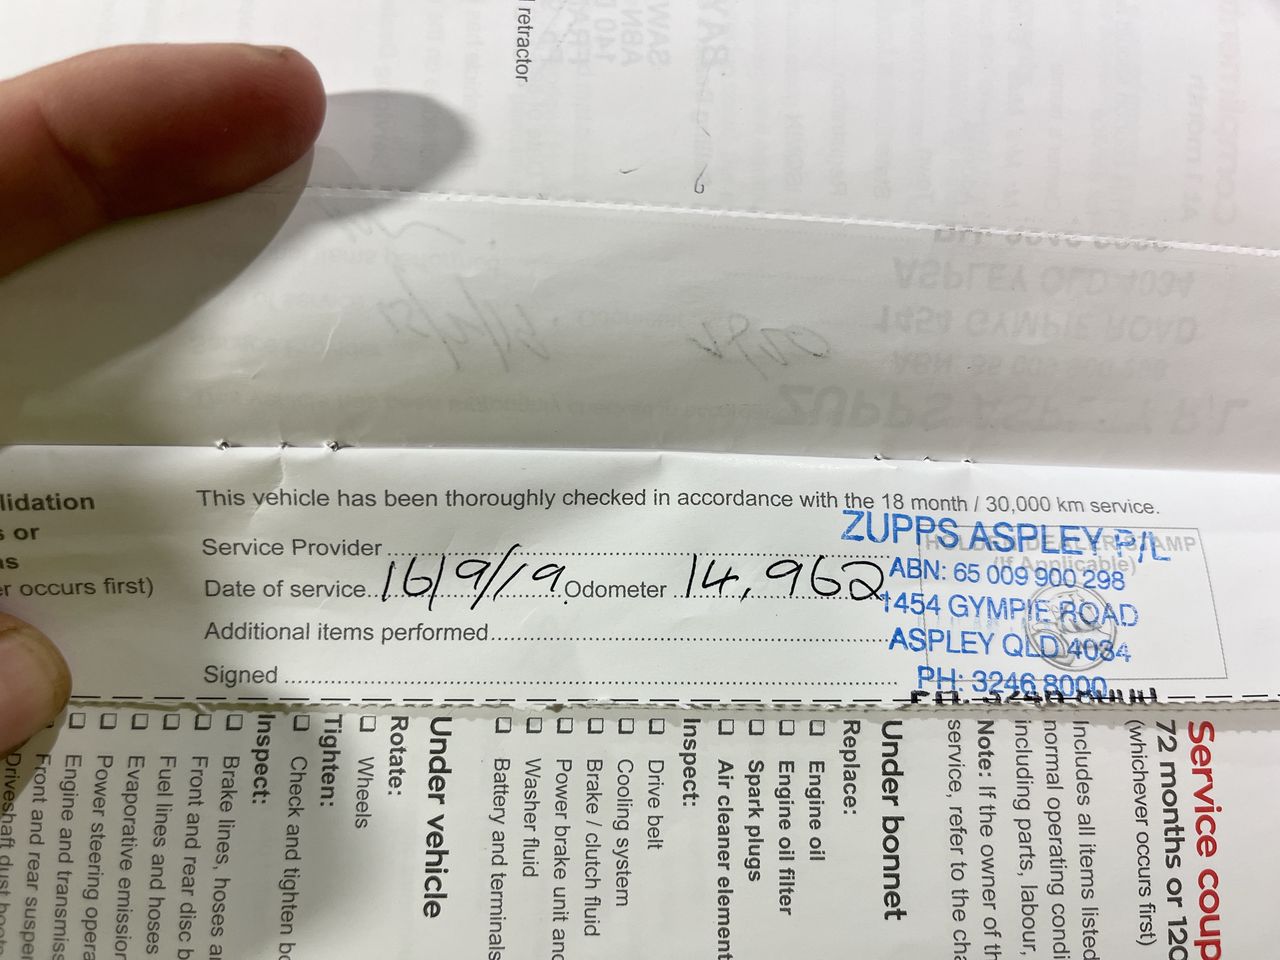 retractor
lidation
s or
ns
er occurs first)
This vehicle has been thoroughly checked in accordance with the 18 month / 30,000 km service.
Service Provider
Date of service 16/9/19 Odometer 14,962
Additional items performed
Signed
HOLDEN DEALER STAMP
(If Applicable)
ZUPPS ASPLEY P/L
ABN: 65 009 900 298
1454 GYMPIE ROAD
ASPLEY QLD 4034
PH: 3246 8000
Service coup
72 months or 120
(whichever occurs first)
Includes all items listed
normal operating condi
including parts, labour,
Note: If the owner of th
service, refer to the cha
Under bonnet
Replace:
☐ Engine oil
☐ Engine oil filter
☐ Spark plugs
☐ Air cleaner element
Inspect:
☐ Drive belt
☐ Cooling system
☐ Brake / clutch fluid
☐ Power brake unit and
☐ Washer fluid
☐ Battery and terminals
Under vehicle
Rotate:
☐ Wheels
Tighten:
☐ Check and tighten bo
Inspect:
☐ Brake lines, hoses a
☐ Front and rear disc b
☐ Fuel lines and hoses
☐ Evaporative emission
☐ Power steering opera
☐ Engine and transmiss
☐ Front and rear suspen
Driveshaft dust boots